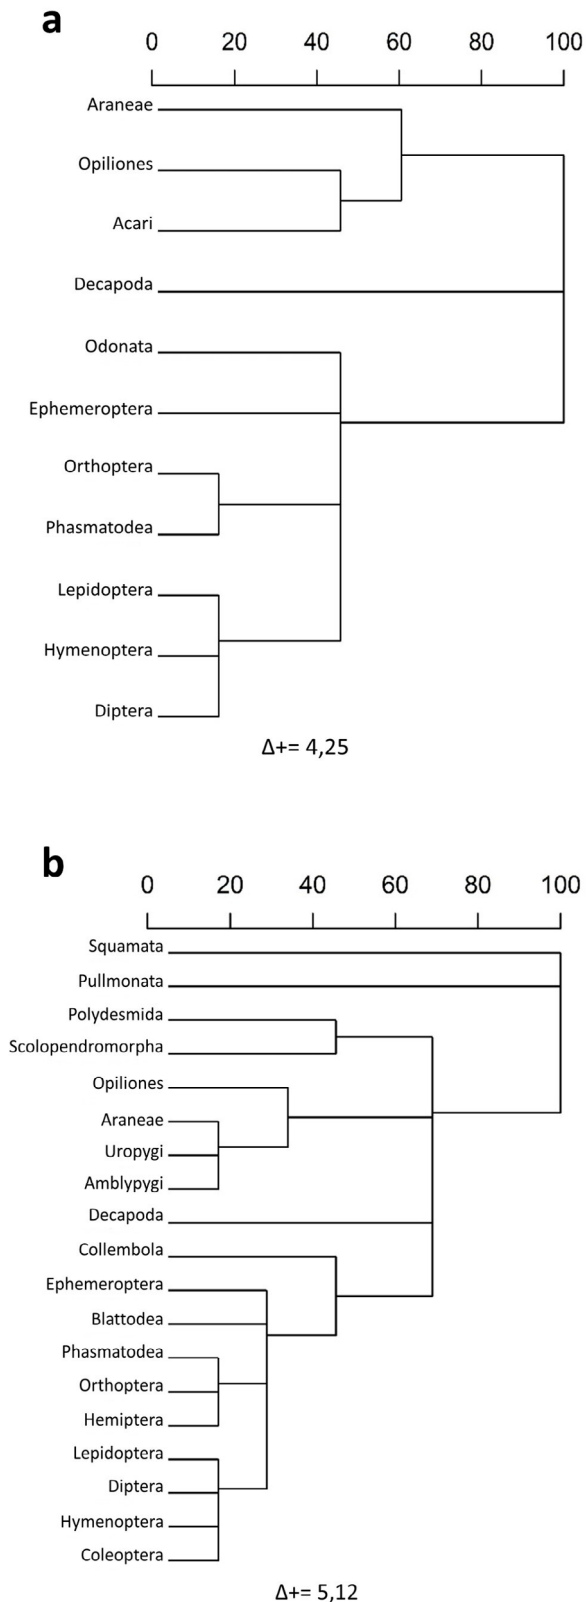 a
0 20 40 60 80 100
Araneae
Opiliones
Acari
Decapoda
Odonata
Ephemeroptera
Orthoptera
Phasmatodea
Lepidoptera
Hymenoptera
Diptera
Δ+= 4,25
b
0 20 40 60 80 100
Squamata
Pullmonata
Polydesmida
Scolopendromorpha
Opiliones
Araneae
Uropygi
Amblypygi
Decapoda
Collembola
Ephemeroptera
Blattodea
Phasmatodea
Orthoptera
Hemiptera
Lepidoptera
Diptera
Hymenoptera
Coleoptera
Δ+= 5,12